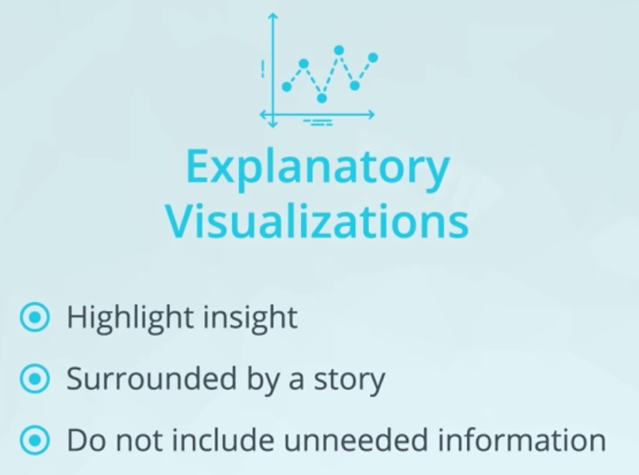 Explanatory
Visualizations
Highlight insight
Surrounded by a story
Do not include unneeded information